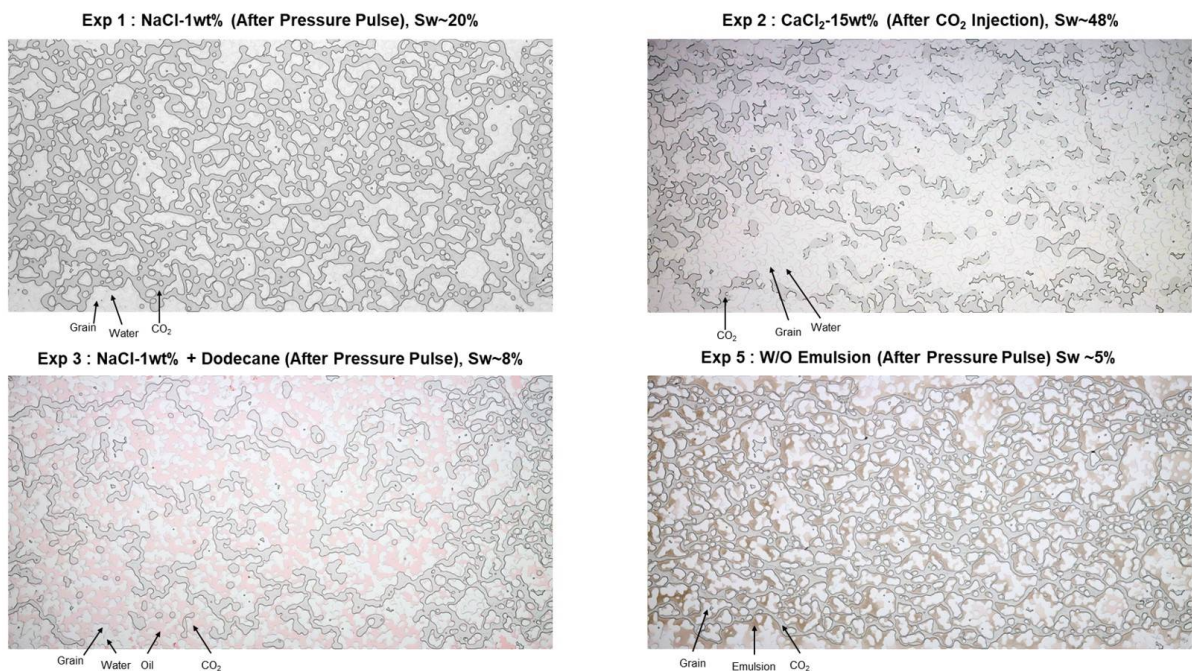 Exp 1 : NaCl-1wt% (After Pressure Pulse), Sw~20%
Exp 2 : CaCl₂-15wt% (After CO₂ Injection), Sw~48%
Grain
Water
CO₂
CO₂
Grain
Water
Exp 3 : NaCl-1wt% + Dodecane (After Pressure Pulse), Sw~8%
Exp 5 : W/O Emulsion (After Pressure Pulse) Sw ~5%
Grain
Water
Oil
CO₂
Grain
Emulsion
CO₂